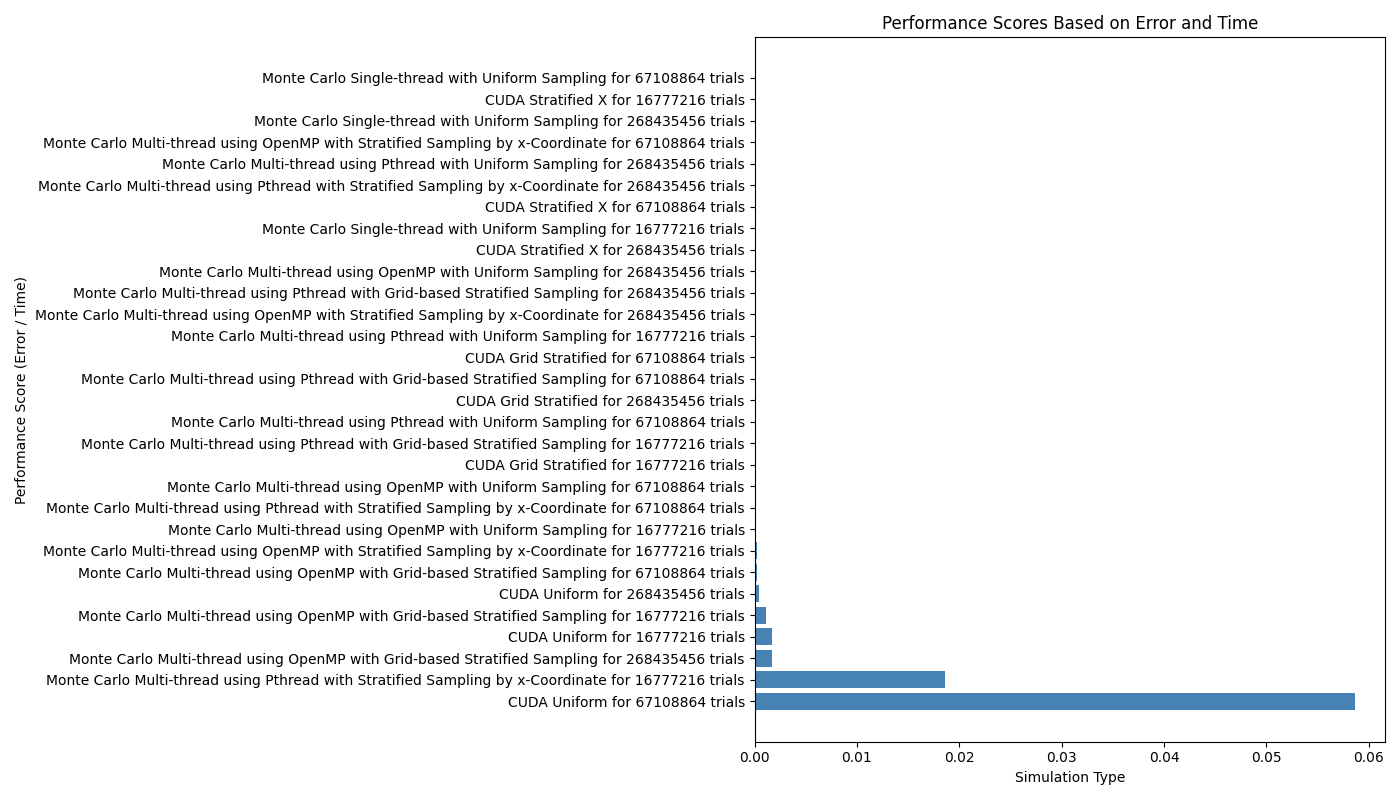 Performance Scores Based on Error and Time
Performance Score (Error / Time)
Monte Carlo Single-thread with Uniform Sampling for 67108864 trials
CUDA Stratified X for 16777216 trials
Monte Carlo Single-thread with Uniform Sampling for 268435456 trials
Monte Carlo Multi-thread using OpenMP with Stratified Sampling by x-Coordinate for 67108864 trials
Monte Carlo Multi-thread using Pthread with Uniform Sampling for 268435456 trials
Monte Carlo Multi-thread using Pthread with Stratified Sampling by x-Coordinate for 268435456 trials
CUDA Stratified X for 67108864 trials
Monte Carlo Single-thread with Uniform Sampling for 16777216 trials
CUDA Stratified X for 268435456 trials
Monte Carlo Multi-thread using OpenMP with Uniform Sampling for 268435456 trials
Monte Carlo Multi-thread using Pthread with Grid-based Stratified Sampling for 268435456 trials
Monte Carlo Multi-thread using OpenMP with Stratified Sampling by x-Coordinate for 268435456 trials
Monte Carlo Multi-thread using Pthread with Uniform Sampling for 16777216 trials
CUDA Grid Stratified for 67108864 trials
Monte Carlo Multi-thread using Pthread with Grid-based Stratified Sampling for 67108864 trials
CUDA Grid Stratified for 268435456 trials
Monte Carlo Multi-thread using Pthread with Uniform Sampling for 67108864 trials
Monte Carlo Multi-thread using Pthread with Grid-based Stratified Sampling for 16777216 trials
CUDA Grid Stratified for 16777216 trials
Monte Carlo Multi-thread using OpenMP with Uniform Sampling for 67108864 trials
Monte Carlo Multi-thread using Pthread with Stratified Sampling by x-Coordinate for 67108864 trials
Monte Carlo Multi-thread using OpenMP with Uniform Sampling for 16777216 trials
Monte Carlo Multi-thread using OpenMP with Stratified Sampling by x-Coordinate for 16777216 trials
Monte Carlo Multi-thread using OpenMP with Grid-based Stratified Sampling for 67108864 trials
CUDA Uniform for 268435456 trials
Monte Carlo Multi-thread using OpenMP with Grid-based Stratified Sampling for 16777216 trials
CUDA Uniform for 16777216 trials
Monte Carlo Multi-thread using OpenMP with Grid-based Stratified Sampling for 268435456 trials
Monte Carlo Multi-thread using Pthread with Stratified Sampling by x-Coordinate for 16777216 trials
CUDA Uniform for 67108864 trials
0.00 0.01 0.02 0.03 0.04 0.05 0.06
Simulation Type